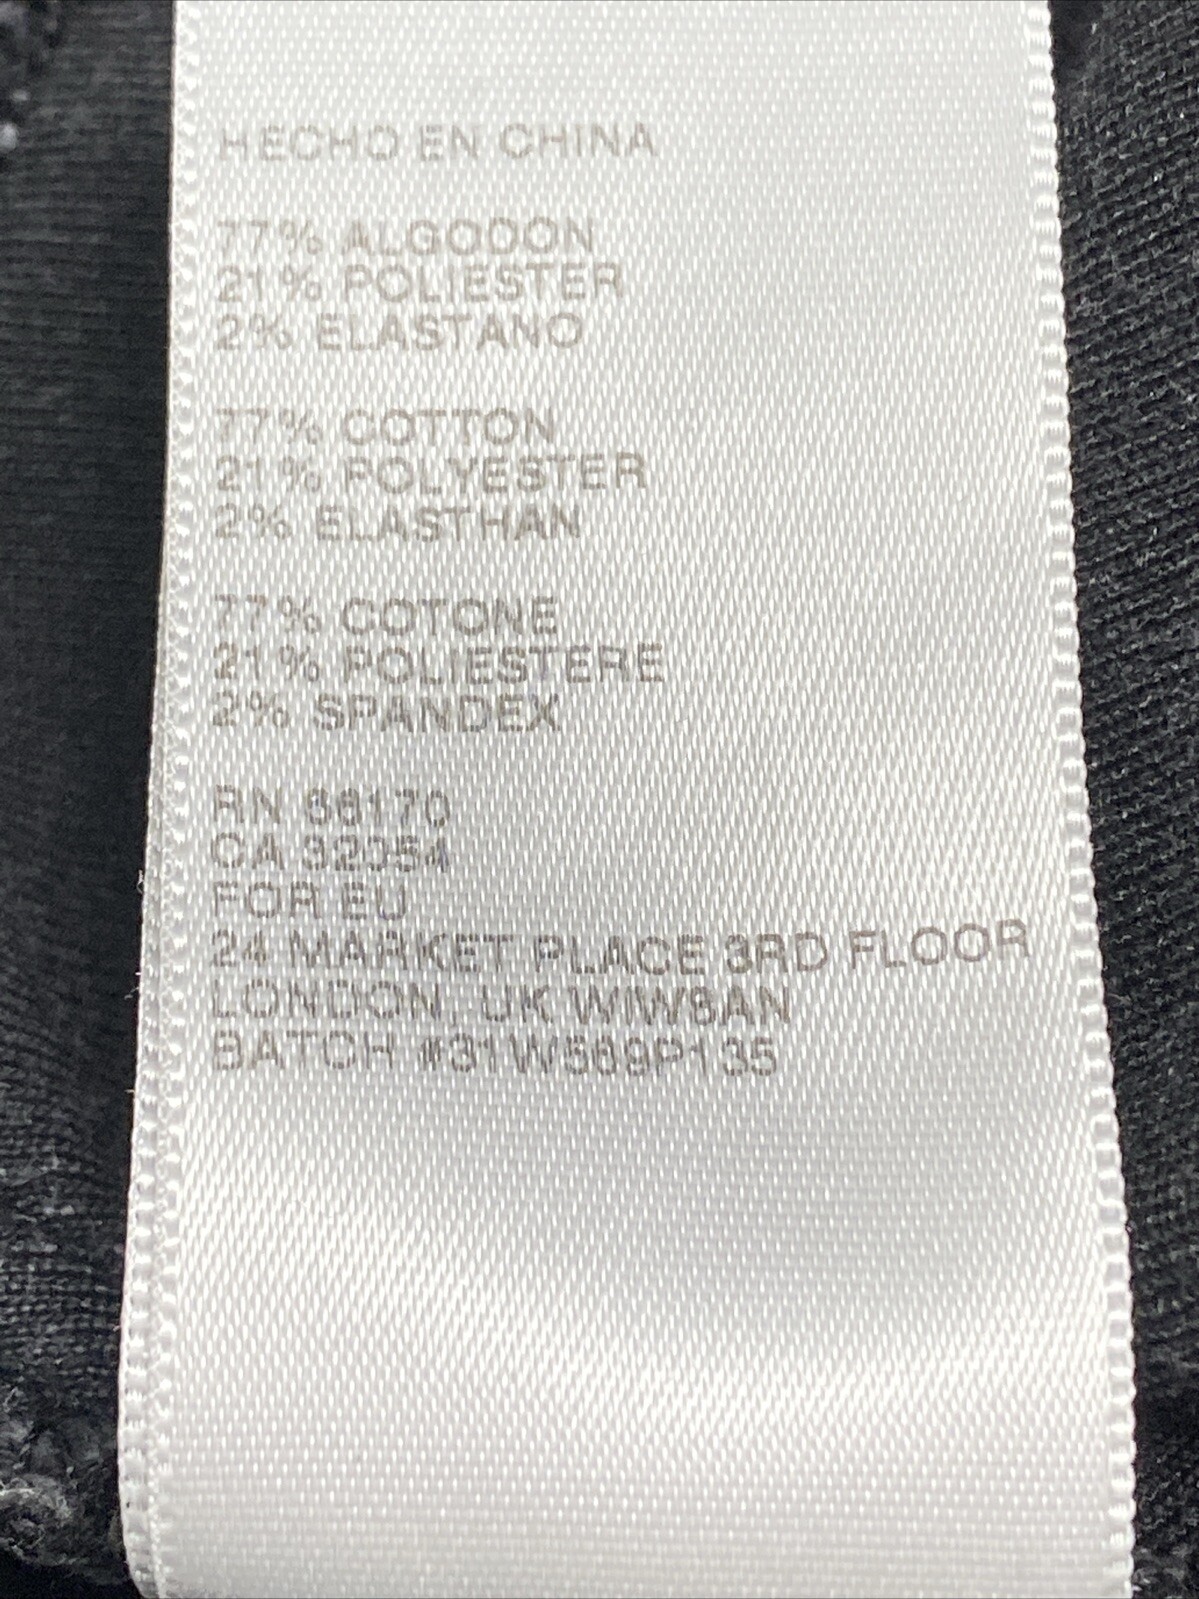 HECHO EN CHINA
77% ALGODON
21% POLIESTER
2% ELASTANO
77% COTTON
21% POLYESTER
2% ELASTHAN
77% COTONE
21% POLIESTERE
2% SPANDEX
RN 66170
CA 32054
FOR EU
24 MARKET PLACE 3RD FLOOR
LONDON, UK WIW8AN
BATCH #31W569P135